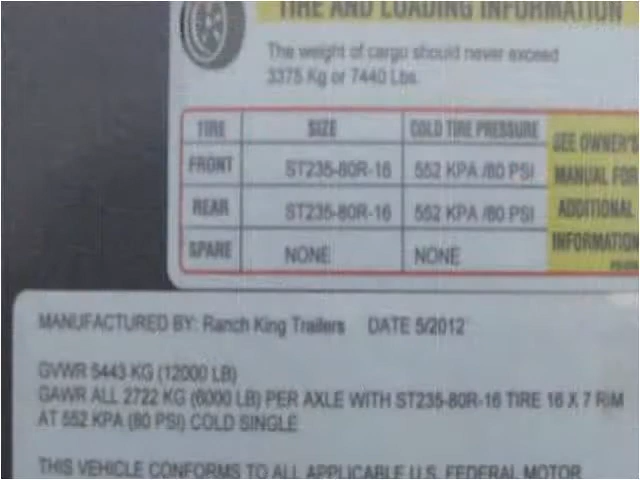 TIRE AND LOADING INFORMATION
The weight of cargo should never exceed
3375 Kg or 7440 Lbs.
TIRE SIZE COLD TIRE PRESSURE
FRONT ST235-80R-16 552 KPA /80 PSI
REAR ST235-80R-16 552 KPA /80 PSI
SPARE NONE NONE
SEE OWNER'S
MANUAL FOR
ADDITIONAL
INFORMATION
MANUFACTURED BY: Ranch King Trailers DATE 5/2012
GVWR 5443 KG (12000 LB)
GAWR ALL 2722 KG (6000 LB) PER AXLE WITH ST235-80R-16 TIRE 16 X 7 RIM
AT 552 KPA (80 PSI) COLD SINGLE
THIS VEHICLE CONFORMS TO ALL APPLICABLE U.S. FEDERAL MOTOR